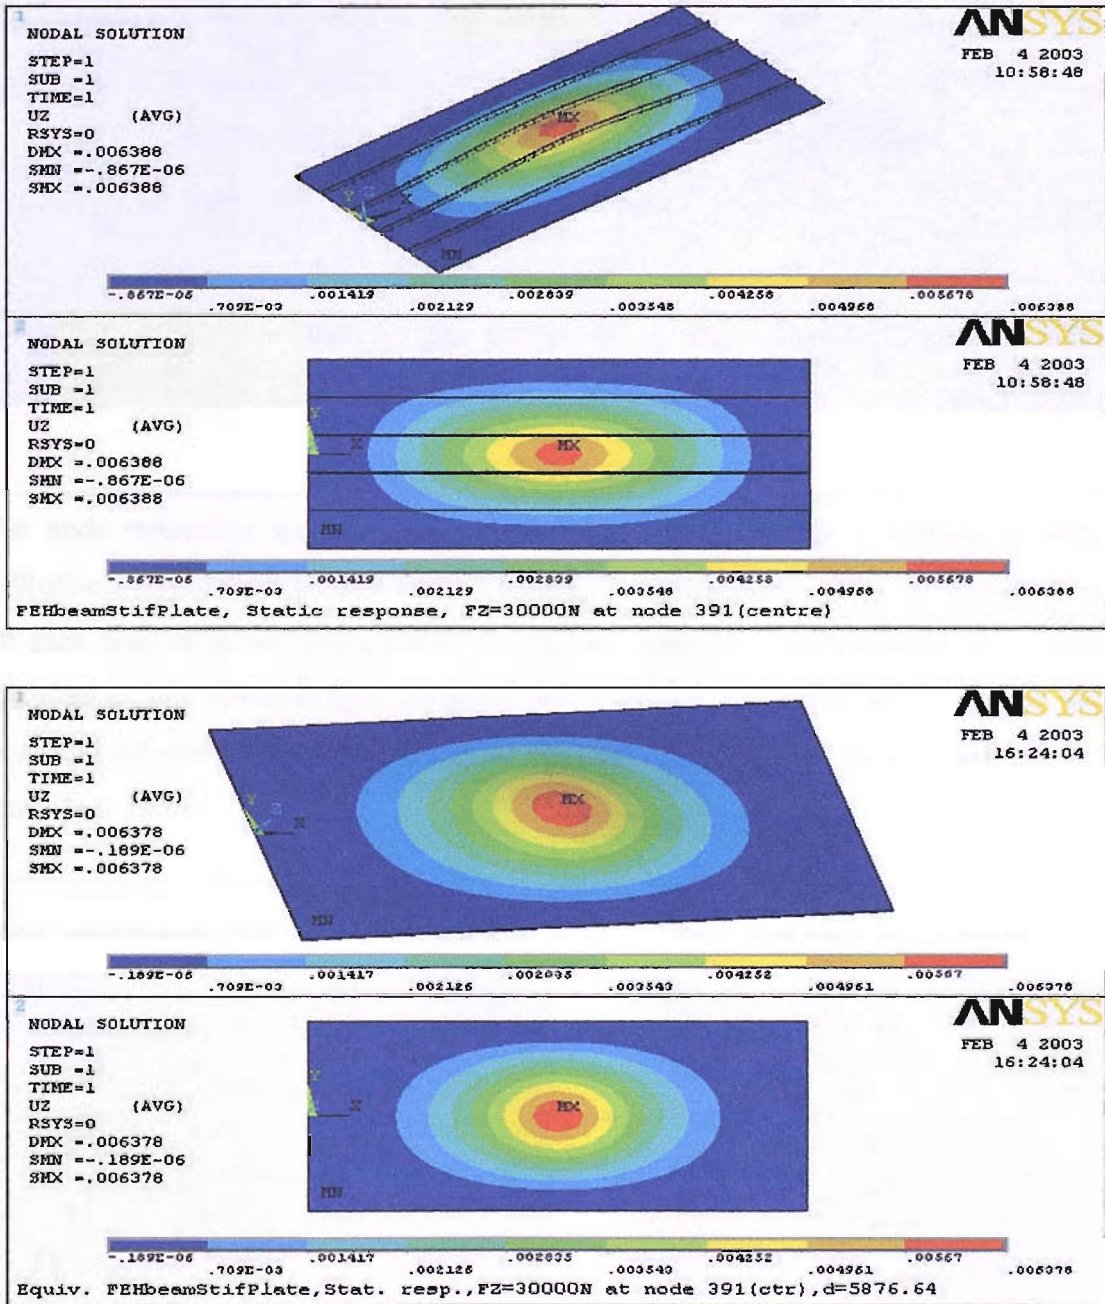 1
NODAL SOLUTION
STEP=1
SUB =1
TIME=1
UZ (AVG)
RSYS=0
DMX =.006388
SMN =-.867E-06
SMX =.006388
ANSYS
FEB 4 2003
10:58:48
MX
Y
Z
MN
-.867E-06
.709E-03
.001419
.002129
.002839
.003548
.004258
.004968
.005678
.006388
2
NODAL SOLUTION
STEP=1
SUB =1
TIME=1
UZ (AVG)
RSYS=0
DMX =.006388
SMN =-.867E-06
SMX =.006388
ANSYS
FEB 4 2003
10:58:48
Y
X
MX
MN
-.867E-06
.709E-03
.001419
.002129
.002839
.003548
.004258
.004968
.005678
.006388
FEHbeamStifPlate, Static response, FZ=30000N at node 391(centre)
1
NODAL SOLUTION
STEP=1
SUB =1
TIME=1
UZ (AVG)
RSYS=0
DMX =.006378
SMN =-.189E-06
SMX =.006378
ANSYS
FEB 4 2003
16:24:04
Y
Z
X
MX
MN
-.189E-06
.709E-03
.001417
.002126
.002835
.003543
.004252
.004961
.00567
.006378
2
NODAL SOLUTION
STEP=1
SUB =1
TIME=1
UZ (AVG)
RSYS=0
DMX =.006378
SMN =-.189E-06
SMX =.006378
ANSYS
FEB 4 2003
16:24:04
Y
X
MX
MN
-.189E-06
.709E-03
.001417
.002126
.002835
.003543
.004252
.004961
.00567
.006378
Equiv. FEHbeamStifPlate,Stat. resp.,FZ=30000N at node 391(ctr),d=5876.64